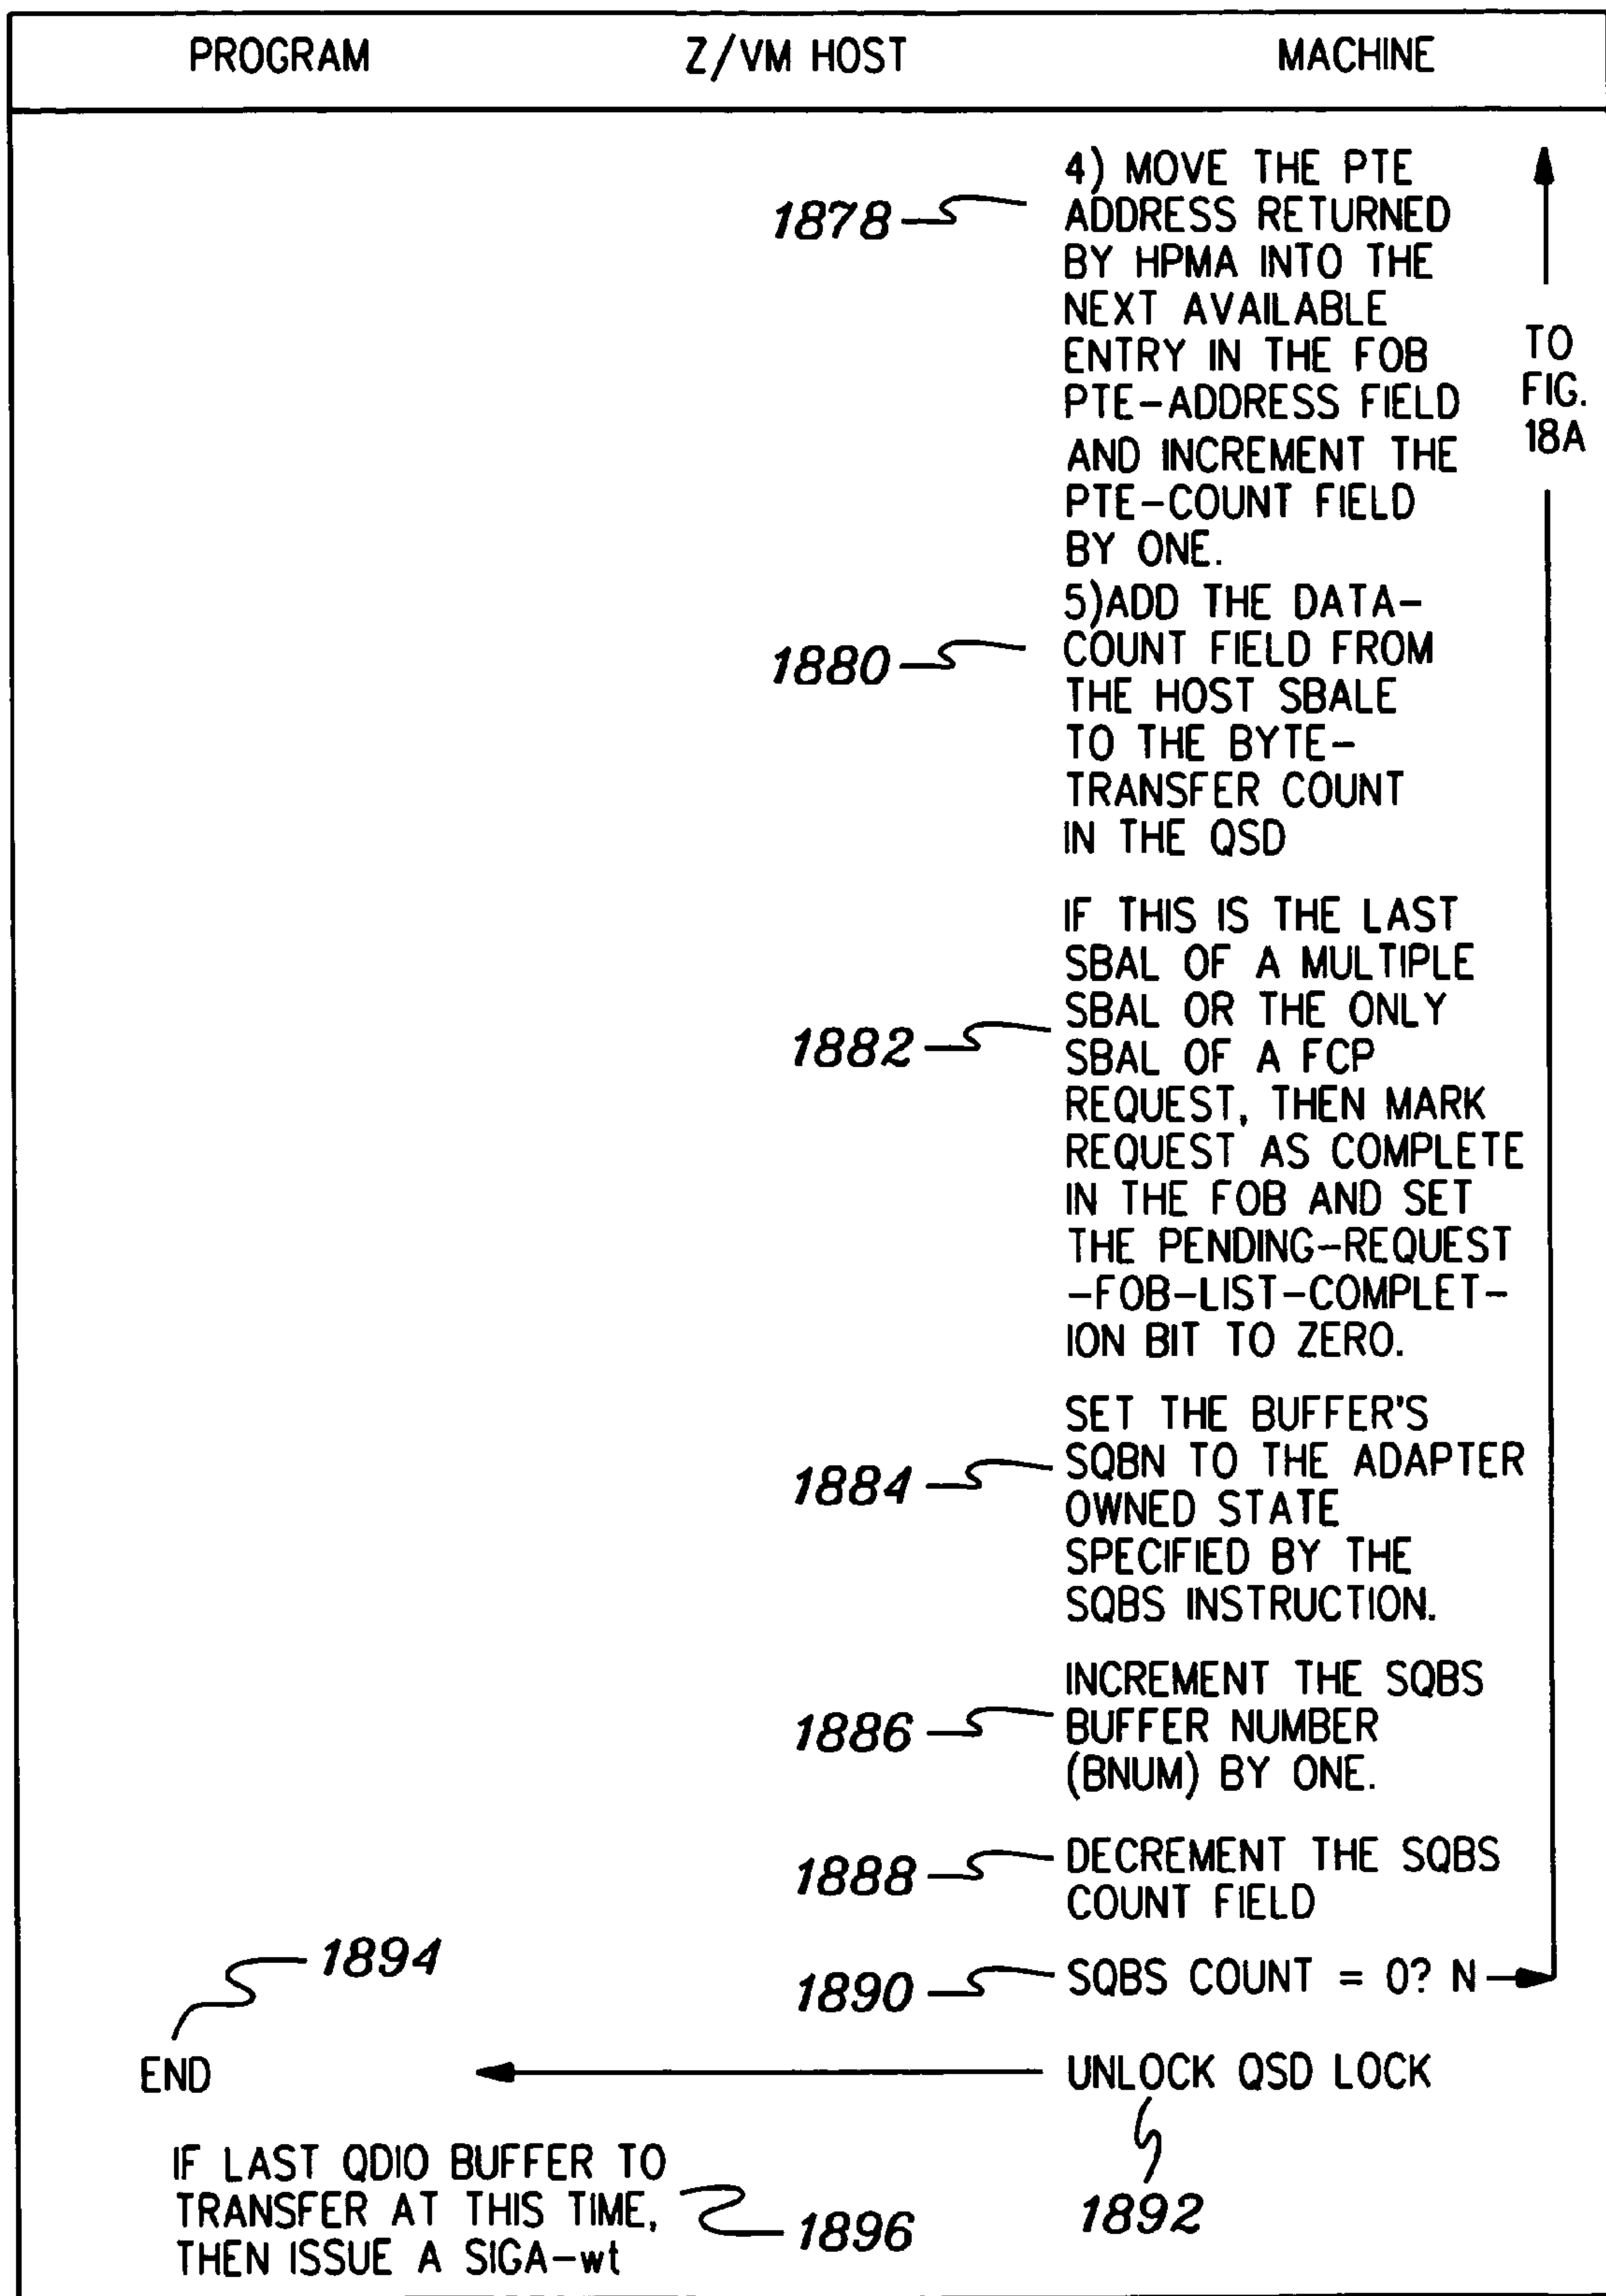 PROGRAM Z/VM HOST MACHINE
4) MOVE THE PTE
1878 ADDRESS RETURNED
BY HPMA INTO THE
NEXT AVAILABLE
ENTRY IN THE FOB
PTE-ADDRESS FIELD
AND INCREMENT THE
PTE-COUNT FIELD
BY ONE.
TO
FIG.
18A
5)ADD THE DATA-
1880 COUNT FIELD FROM
THE HOST SBALE
TO THE BYTE-
TRANSFER COUNT
IN THE QSD
IF THIS IS THE LAST
SBAL OF A MULTIPLE
SBAL OR THE ONLY
1882 SBAL OF A FCP
REQUEST, THEN MARK
REQUEST AS COMPLETE
IN THE FOB AND SET
THE PENDING-REQUEST
-FOB-LIST-COMPLET-
ION BIT TO ZERO.
SET THE BUFFER'S
1884 SQBN TO THE ADAPTER
OWNED STATE
SPECIFIED BY THE
SQBS INSTRUCTION.
INCREMENT THE SQBS
1886 BUFFER NUMBER
(BNUM) BY ONE.
1888 DECREMENT THE SQBS
COUNT FIELD
1894
1890 SQBS COUNT = 0? N
END UNLOCK QSD LOCK
1892
IF LAST QDIO BUFFER TO
TRANSFER AT THIS TIME,
THEN ISSUE A SIGA-wt
1896